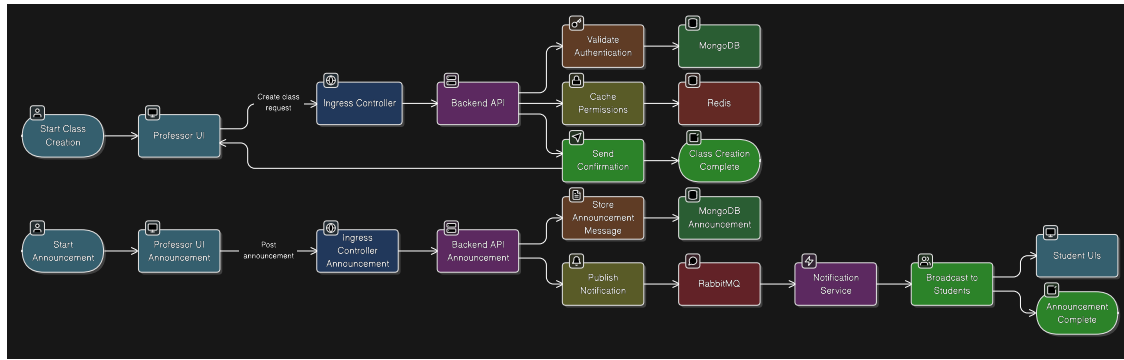 Start Class
Creation
Professor UI
Create class
request
Ingress Controller
Backend API
Validate
Authentication
MongoDB
Cache
Permissions
Redis
Send
Confirmation
Class Creation
Complete
Start
Announcement
Professor UI
Announcement
Post
announcement
Ingress
Controller
Announcement
Backend API
Announcement
Store
Announcement
Message
MongoDB
Announcement
Publish
Notification
RabbitMQ
Notification
Service
Broadcast to
Students
Student UIs
Announcement
Complete